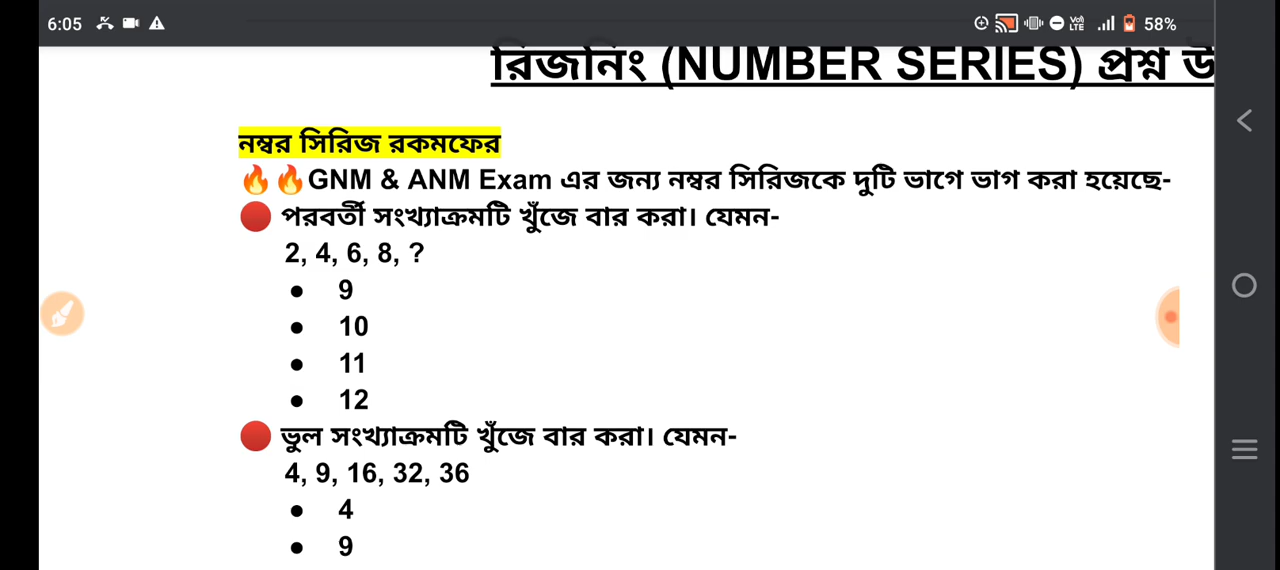 6:05
Vo) LTE 58%
রিজনিং (NUMBER SERIES) প্রশ্ন উ
নম্বর সিরিজ রকমফের
🔥🔥GNM & ANM Exam এর জন্য নম্বর সিরিজকে দুটি ভাগে ভাগ করা হয়েছে-
🔴 পরবর্তী সংখ্যাক্রমটি খুঁজে বার করা। যেমন-
2, 4, 6, 8, ?
● 9
● 10
● 11
● 12
🔴 ভুল সংখ্যাক্রমটি খুঁজে বার করা। যেমন-
4, 9, 16, 32, 36
● 4
● 9